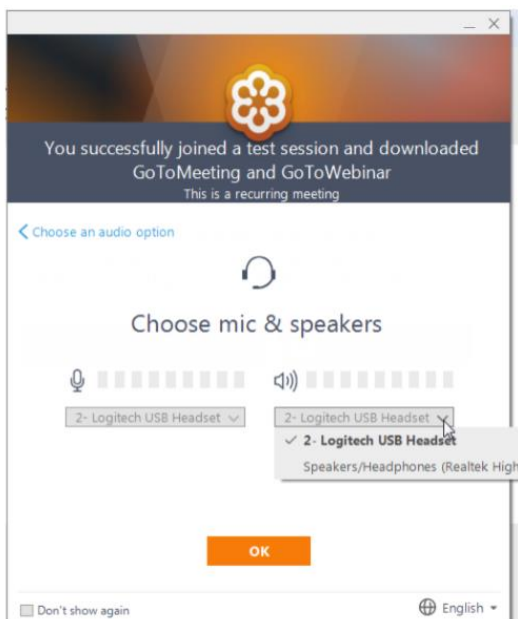 You successfully joined a test session and downloaded
GoToMeeting and GoToWebinar
This is a recurring meeting
Choose an audio option
Choose mic & speakers
2- Logitech USB Headset
2- Logitech USB Headset
2- Logitech USB Headset
Speakers/Headphones (Realtek High
OK
Don't show again
English